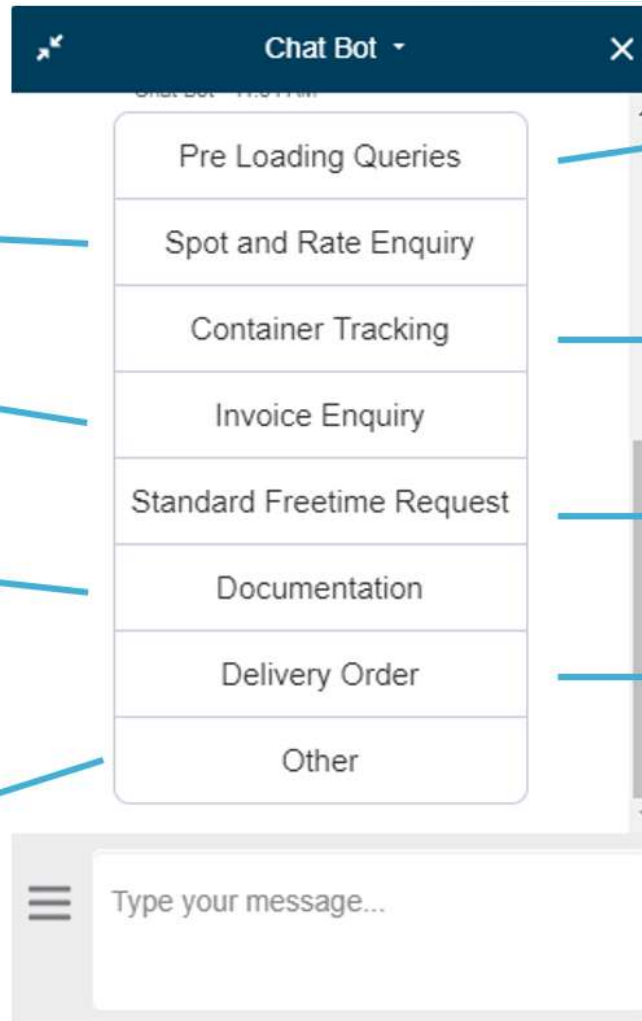 Chat Bot
Pre Loading Queries
Spot and Rate Enquiry
Container Tracking
Invoice Enquiry
Standard Freetime Request
Documentation
Delivery Order
Other
Type your message...